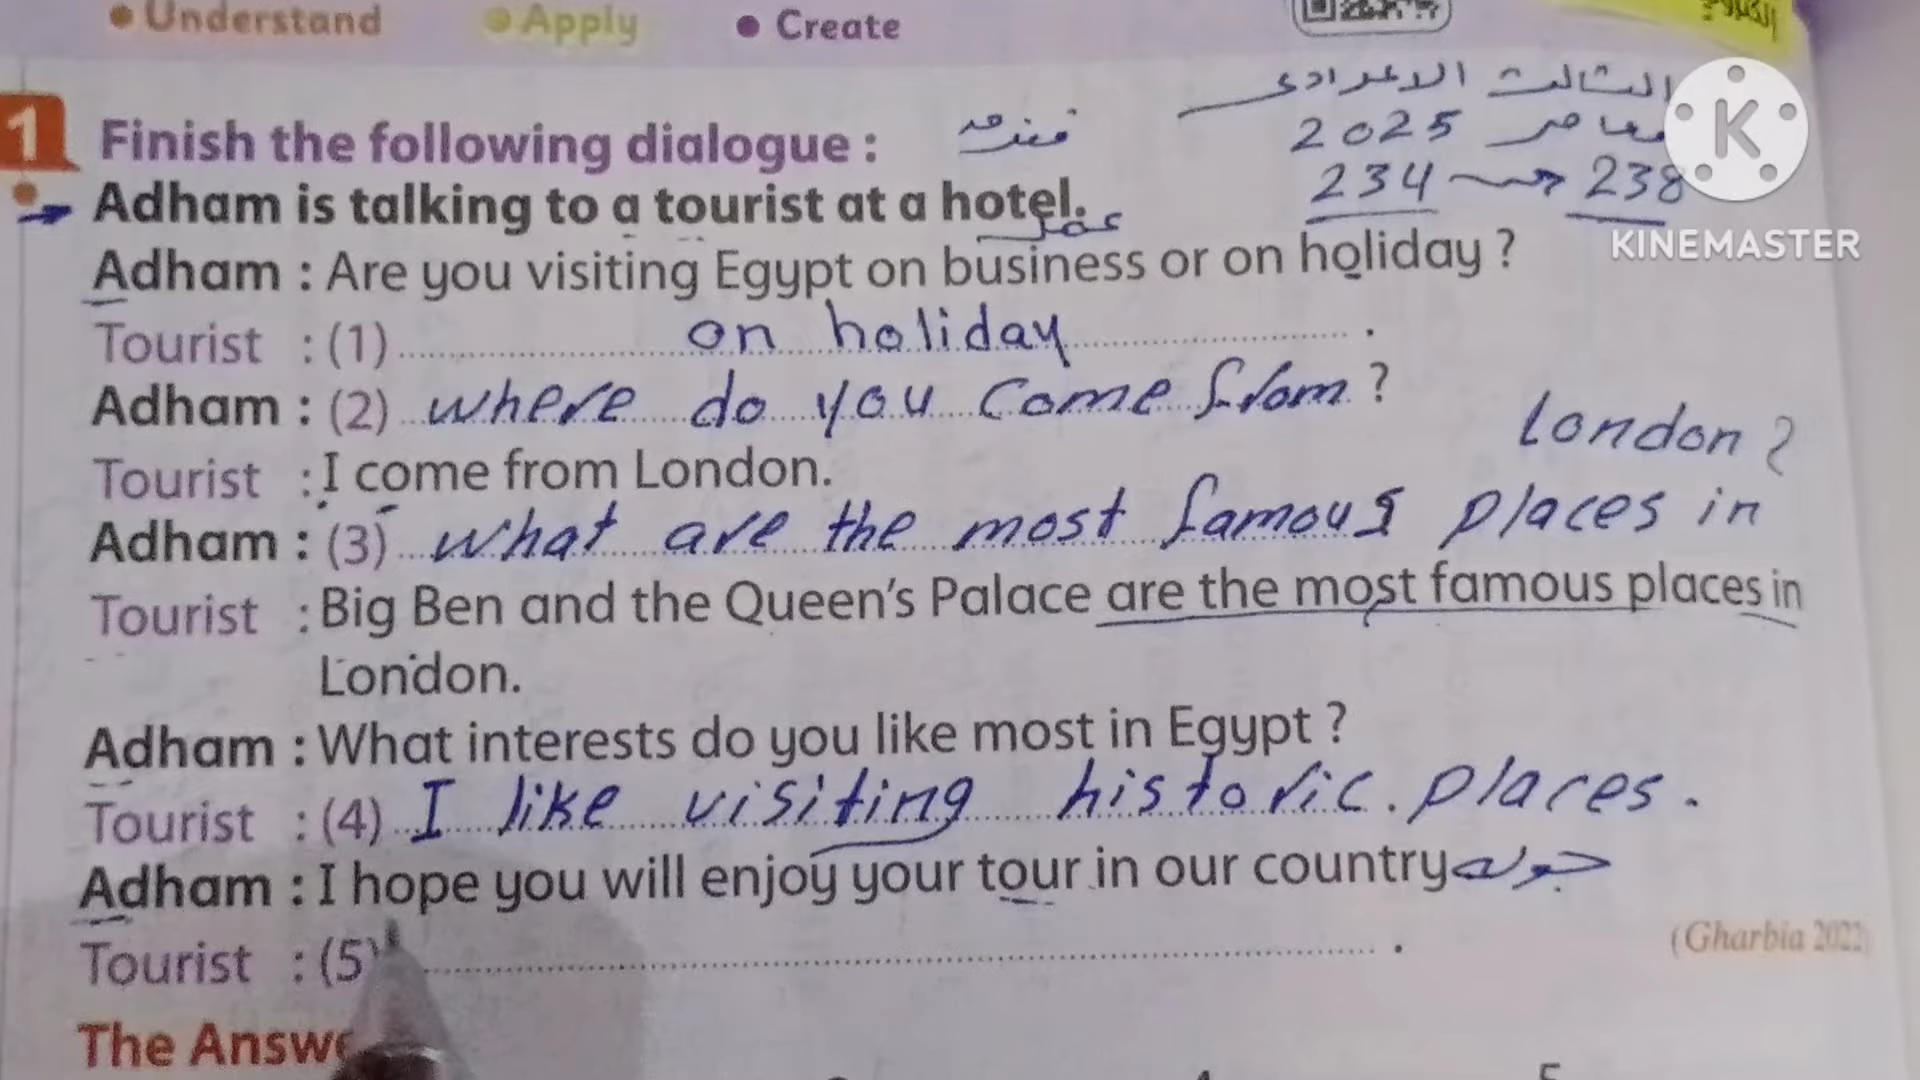 Understand Apply Create
الثالث الاعدادى
2025
234 238
KINEMASTER
1 Finish the following dialogue : فندق
Adham is talking to a tourist at a hotel.
عمل
Adham : Are you visiting Egypt on business or on holiday ?
Tourist : (1) on holiday .
Adham : (2) where do you come from ?
Tourist : I come from London.
London ?
Adham : (3) what are the most famous places in
Tourist : Big Ben and the Queen's Palace are the most famous places in
London.
Adham : What interests do you like most in Egypt ?
Tourist : (4) I like visiting historic places.
Adham : I hope you will enjoy your tour in our country جولة
(Gharbia 2022)
Tourist : (5) .
The